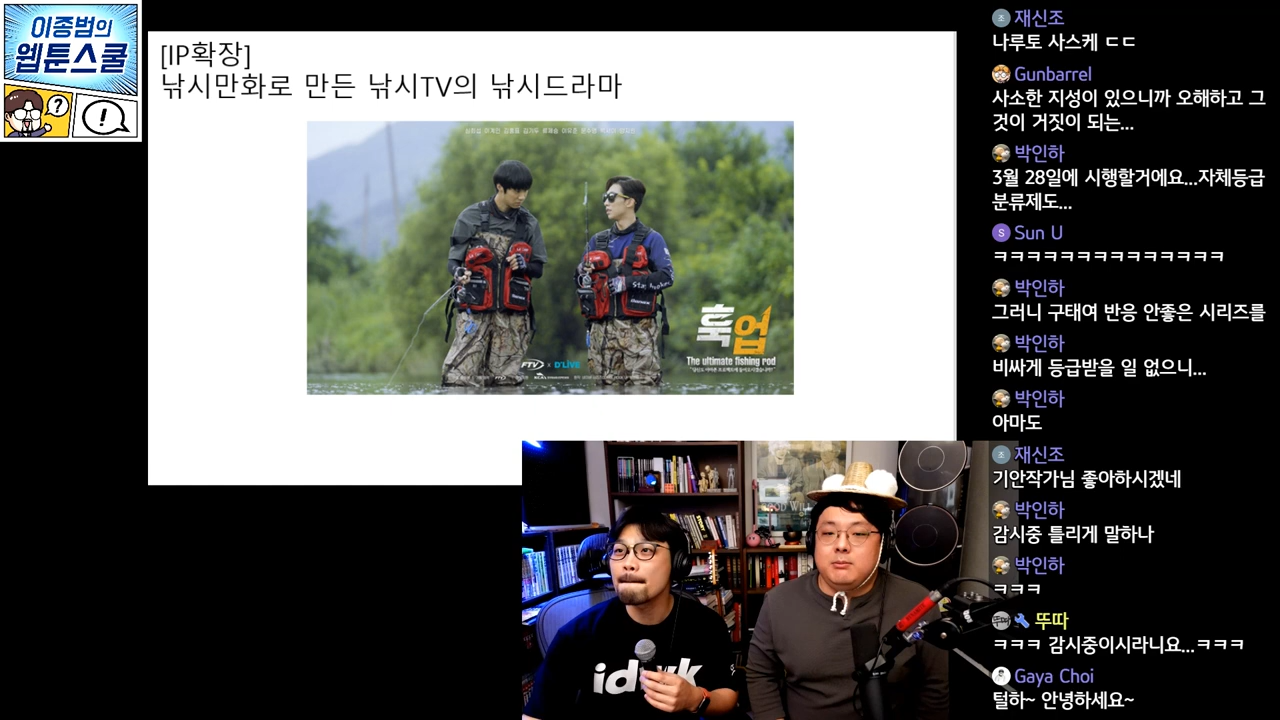 이종범의
웹툰스쿨
?
!
[IP확장]
낚시만화로 만든 낚시TV의 낚시드라마
훅업
The ultimate fishing rod
FTV x D'LIVE
GOOD WILL
재신조
나루토 사스케 ㄷㄷ
Gunbarrel
사소한 지성이 있으니까 오해하고 그
것이 거짓이 되는...
박인하
3월 28일에 시행할거에요...자체등급
분류제도...
Sun U
ㅋㅋㅋㅋㅋㅋㅋㅋㅋㅋㅋㅋㅋㅋ
박인하
그러니 구태여 반응 안좋은 시리즈를
박인하
비싸게 등급받을 일 없으니...
박인하
아마도
재신조
기안작가님 좋아하시겠네
박인하
감시중 틀리게 말하나
박인하
ㅋㅋㅋ
뚜따
ㅋㅋㅋ 감시중이시라니요...ㅋㅋㅋ
Gaya Choi
털하~ 안녕하세요~